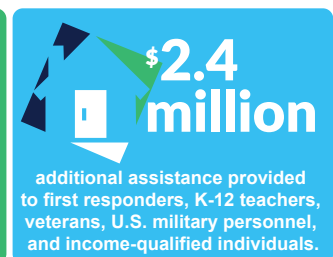 $2.4
million
additional assistance provided
to first responders, K-12 teachers,
veterans, U.S. military personnel,
and income-qualified individuals.